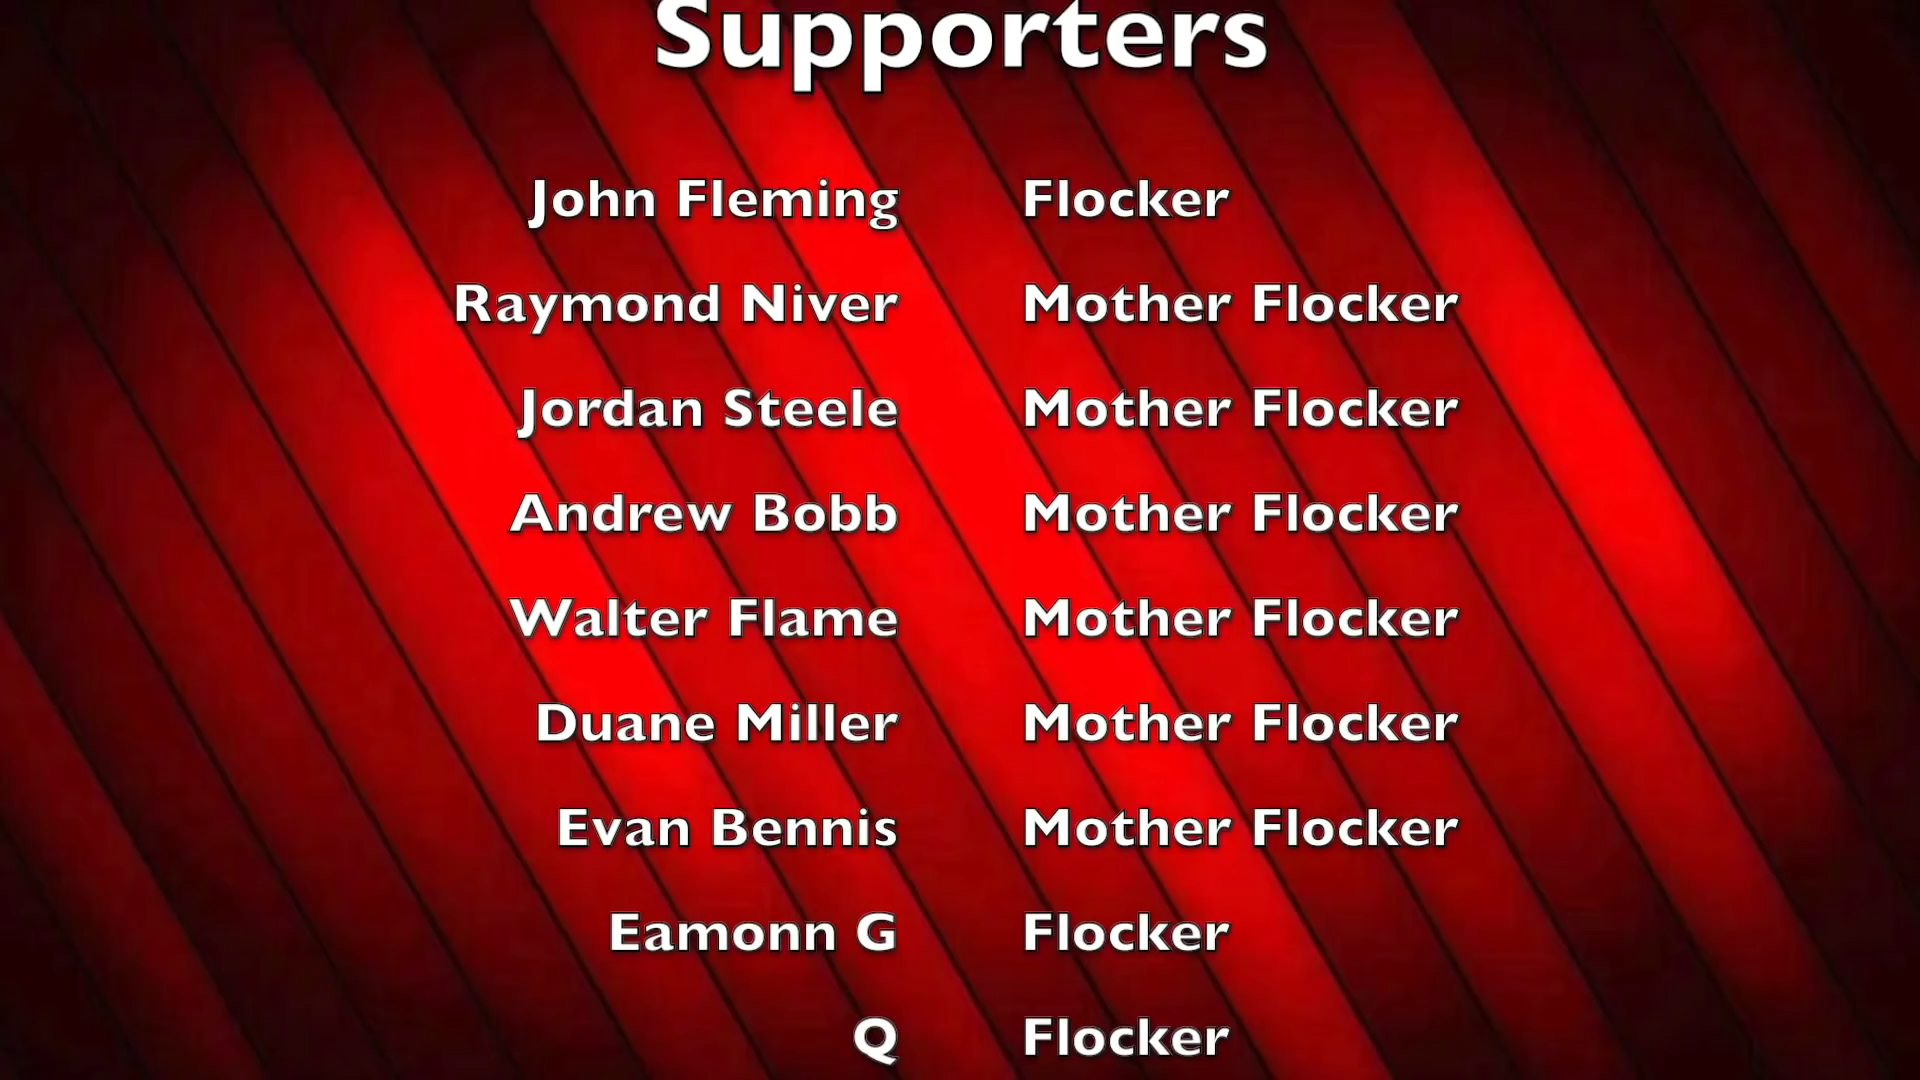 Supporters
John Fleming Flocker
Raymond Niver Mother Flocker
Jordan Steele Mother Flocker
Andrew Bobb Mother Flocker
Walter Flame Mother Flocker
Duane Miller Mother Flocker
Evan Bennis Mother Flocker
Eamonn G Flocker
Q Flocker